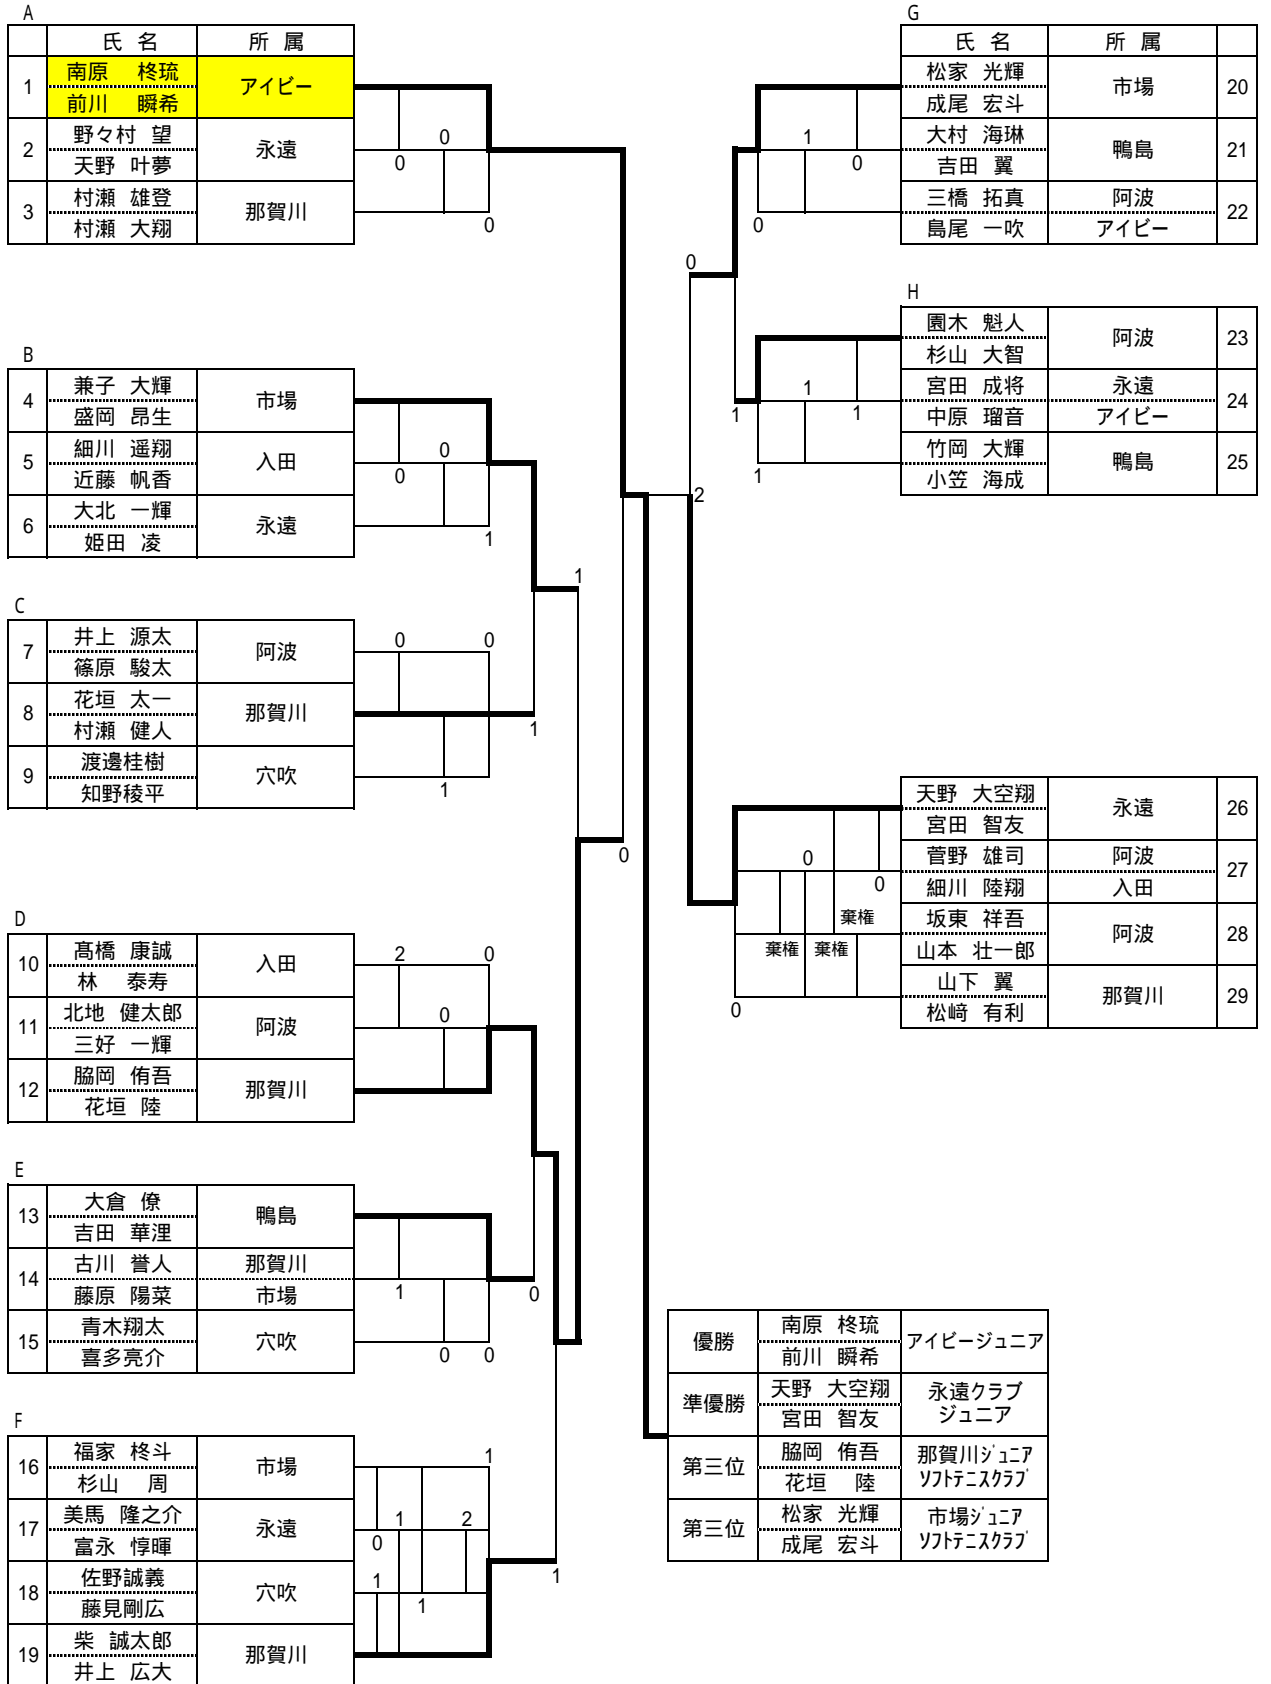 A
氏 名 所 属
1 南原 柊琉 アイビー
前川 瞬希
2 野々村 望 永遠
天野 叶夢
3 村瀬 雄登 那賀川
村瀬 大翔
0
0
0
B
4 兼子 大輝 市場
盛岡 昂生
5 細川 遥翔 入田
近藤 帆香
6 大北 一輝 永遠
姫田 凌
0
0
1
1
C
7 井上 源太 阿波
篠原 駿太
8 花垣 太一 那賀川
村瀬 健人
9 渡邊桂樹 穴吹
知野稜平
0 0
1
1
0
D
10 髙橋 康誠 入田
林 泰寿
11 北地 健太郎 阿波
三好 一輝
12 脇岡 侑吾 那賀川
花垣 陸
2 0
0
E
13 大倉 僚 鴨島
吉田 華浬
14 古川 誉人 那賀川
藤原 陽菜 市場
15 青木翔太 穴吹
喜多亮介
1
0
0 0
F
16 福家 柊斗 市場
杉山 周
17 美馬 隆之介 永遠
富永 惇暉
18 佐野誠義 穴吹
藤見剛広
19 柴 誠太郎 那賀川
井上 広大
1
1 2
0
1
1
1
G
氏 名 所 属
松家 光輝 市場 20
成尾 宏斗
大村 海琳 鴨島 21
吉田 翼
三橋 拓真 阿波 22
島尾 一吹 アイビー
1
0
0
0
H
園木 魁人 阿波 23
杉山 大智
宮田 成将 永遠 24
中原 瑠音 アイビー
竹岡 大輝 鴨島 25
小笠 海成
1
1
1
1
2
天野 大空翔 永遠 26
宮田 智友
菅野 雄司 阿波 27
細川 陸翔 入田
坂東 祥吾 阿波 28
山本 壮一郎
山下 翼 那賀川 29
松﨑 有利
0
0
棄権
棄権 棄権
0
優勝 南原 柊琉 アイビージュニア
前川 瞬希
準優勝 天野 大空翔 永遠クラブ
宮田 智友 ジュニア
第三位 脇岡 侑吾 那賀川ｼﾞｭﾆｱ
花垣 陸 ｿﾌﾄﾃﾆｽｸﾗﾌﾞ
第三位 松家 光輝 市場ｼﾞｭﾆｱ
成尾 宏斗 ｿﾌﾄﾃﾆｽｸﾗﾌﾞ